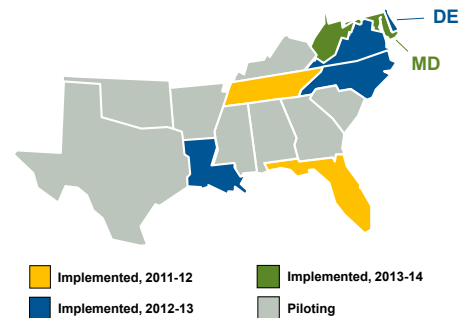 DE
MD
Implemented, 2011-12
Implemented, 2013-14
Implemented, 2012-13
Piloting